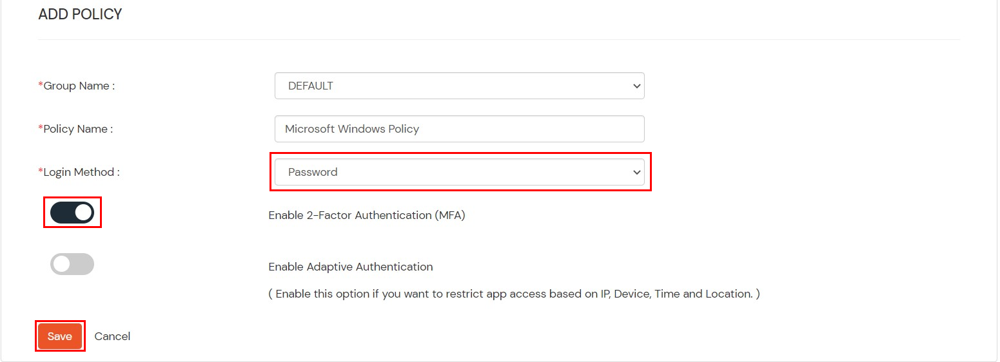 ADD POLICY
*Group Name :
DEFAULT
*Policy Name :
Microsoft Windows Policy
*Login Method :
Password
Enable 2-Factor Authentication (MFA)
Enable Adaptive Authentication
( Enable this option if you want to restrict app access based on IP, Device, Time and Location. )
Save Cancel